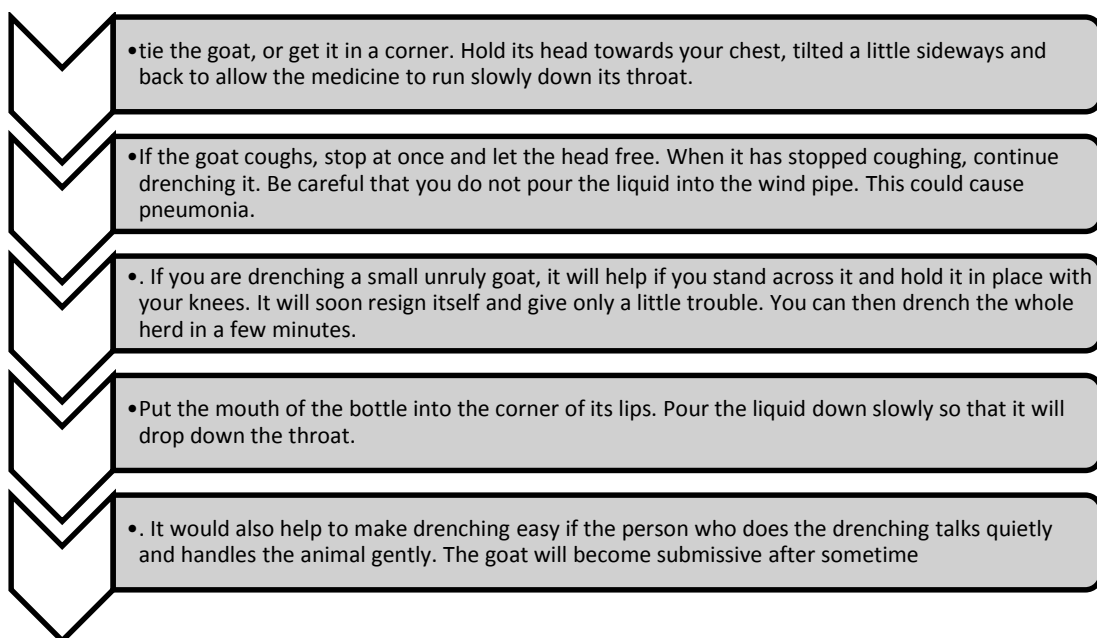 •tie the goat, or get it in a corner. Hold its head towards your chest, tilted a little sideways and
back to allow the medicine to run slowly down its throat.
•If the goat coughs, stop at once and let the head free. When it has stopped coughing, continue
drenching it. Be careful that you do not pour the liquid into the wind pipe. This could cause
pneumonia.
•. If you are drenching a small unruly goat, it will help if you stand across it and hold it in place with
your knees. It will soon resign itself and give only a little trouble. You can then drench the whole
herd in a few minutes.
•Put the mouth of the bottle into the corner of its lips. Pour the liquid down slowly so that it will
drop down the throat.
•. It would also help to make drenching easy if the person who does the drenching talks quietly
and handles the animal gently. The goat will become submissive after sometime